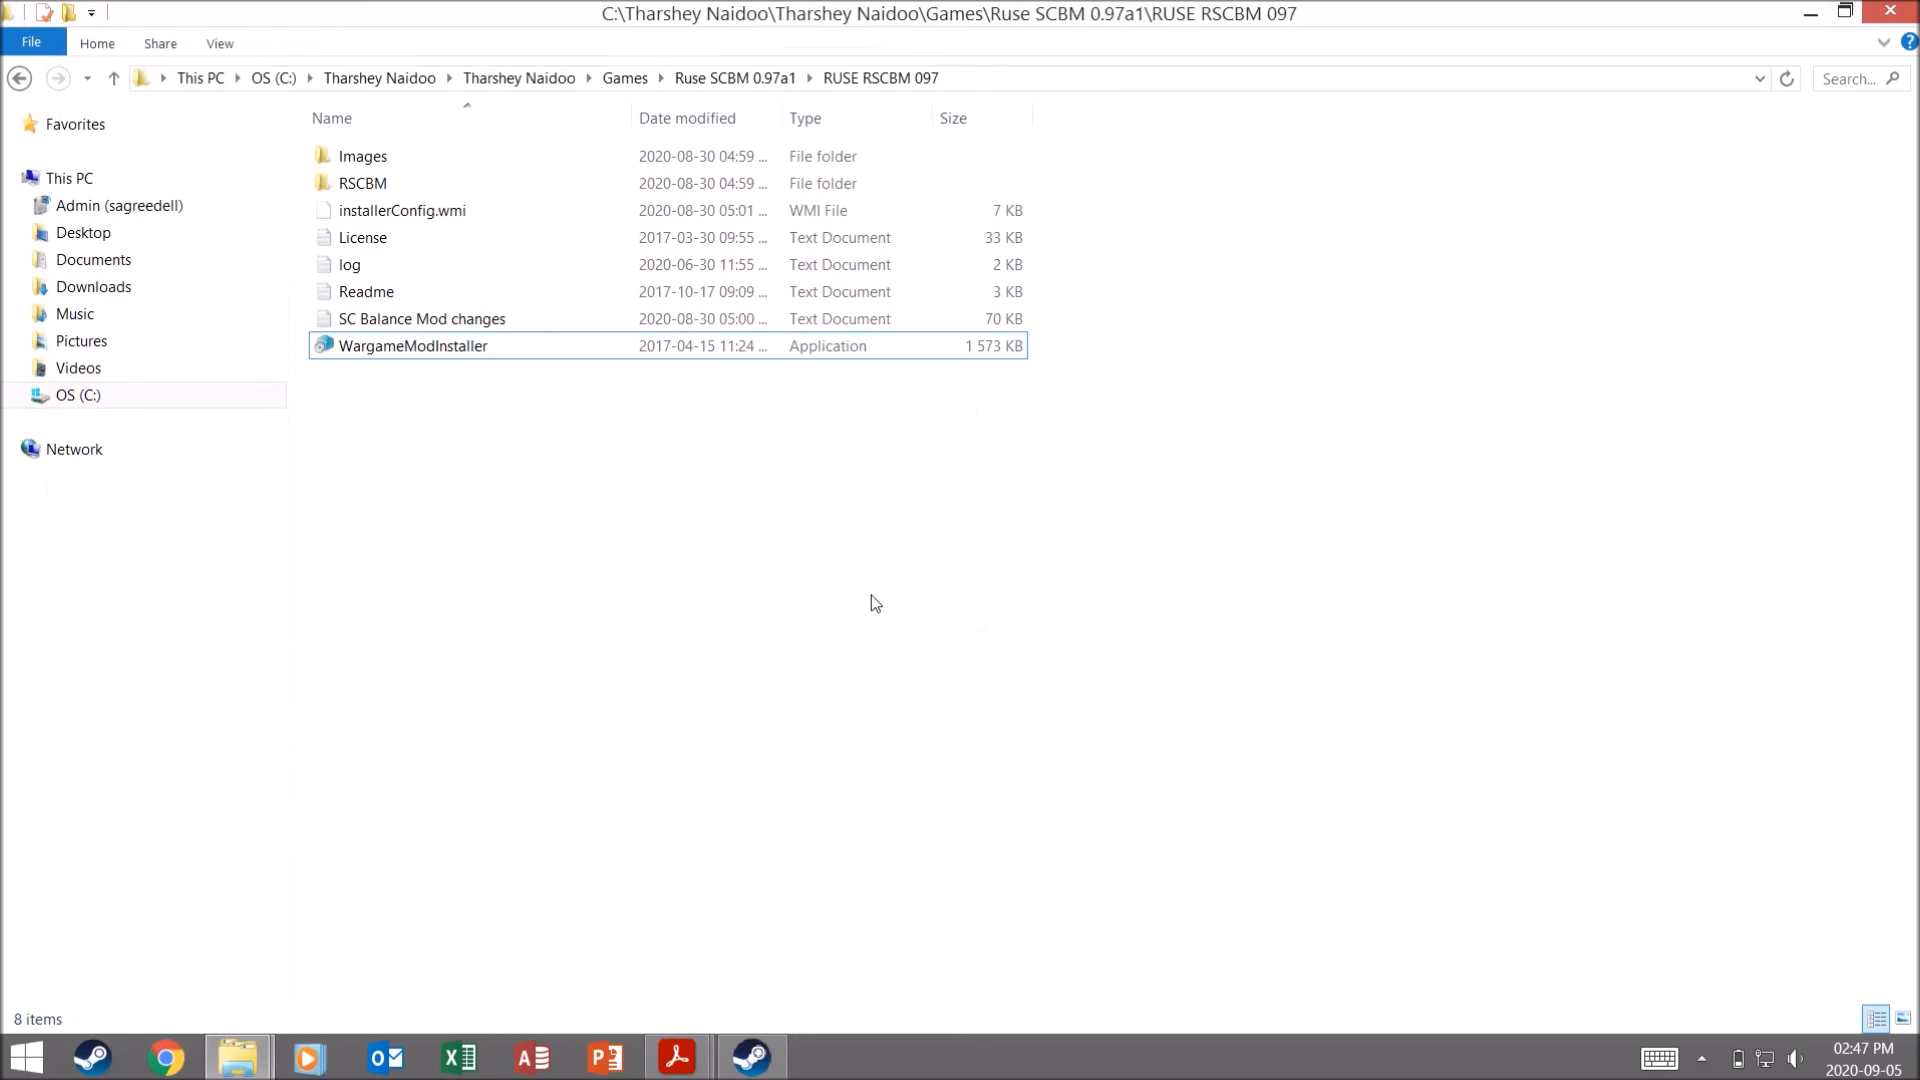 C:\Tharshey Naidoo\Tharshey Naidoo\Games\Ruse SCBM 0.97a1\RUSE RSCBM 097
File Home Share View
This PC OS (C:) Tharshey Naidoo Tharshey Naidoo Games Ruse SCBM 0.97a1 RUSE RSCBM 097 Search...
Name Date modified Type Size
Favorites
This PC
Admin (sagreedell)
Desktop
Documents
Downloads
Music
Pictures
Videos
OS (C:)
Network
Images 2020-08-30 04:59 ... File folder
RSCBM 2020-08-30 04:59 ... File folder
installerConfig.wmi 2020-08-30 05:01 ... WMI File 7 KB
License 2017-03-30 09:55 ... Text Document 33 KB
log 2020-06-30 11:55 ... Text Document 2 KB
Readme 2017-10-17 09:09 ... Text Document 3 KB
SC Balance Mod changes 2020-08-30 05:00 ... Text Document 70 KB
WargameModInstaller 2017-04-15 11:24 ... Application 1 573 KB
8 items
02:47 PM
2020-09-05